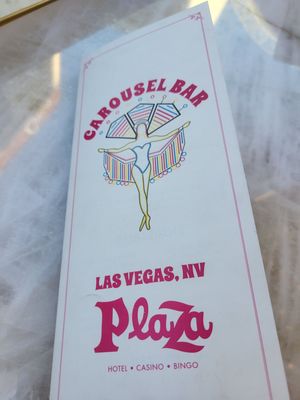 CAROUSEL BAR
LAS VEGAS, NV
Plaza
HOTEL • CASINO • BINGO